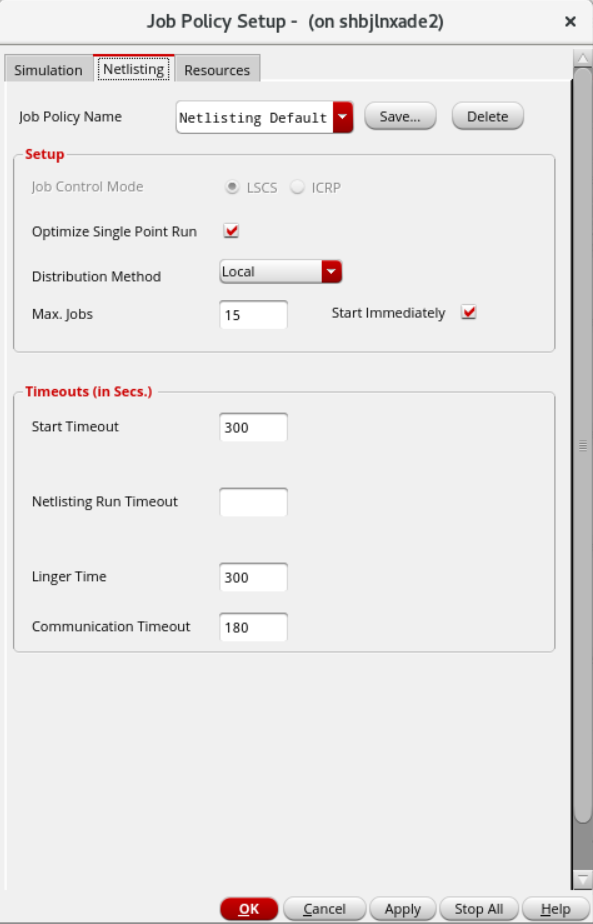 Job Policy Setup -  (on shbjlnxade2)
Simulation Netlisting Resources
Job Policy Name Netlisting Default Save... Delete
Setup
Job Control Mode LSCS ICRP
Optimize Single Point Run
Distribution Method Local
Max. Jobs 15 Start Immediately
Timeouts (in Secs.)
Start Timeout 300
Netlisting Run Timeout
Linger Time 300
Communication Timeout 180
OK Cancel Apply Stop All Help